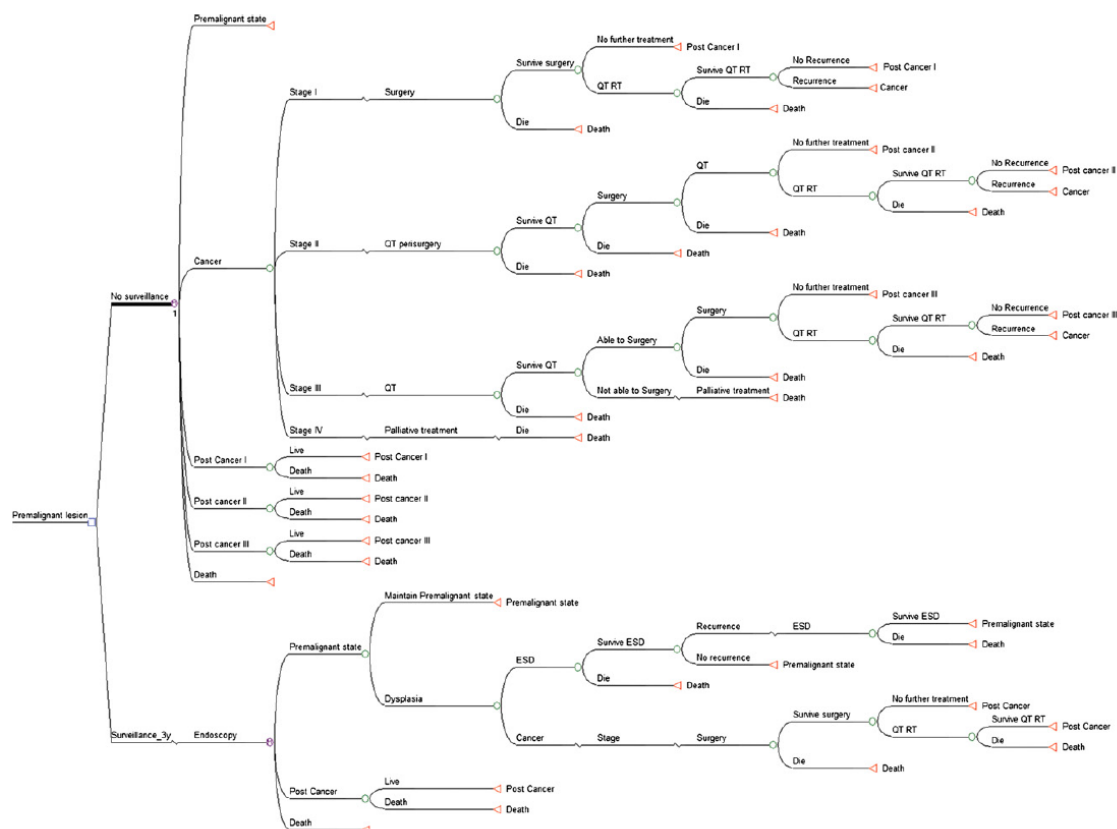 Premalignant state
No further treatment Post Cancer I
Survive surgery No Recurrence Post Cancer I
QT RT Survive QT RT
Recurrence Cancer
Stage I Surgery
Die Death
Die Death
No further treatment Post cancer II
QT No Recurrence Post cancer II
Survive QT RT
QT RT Recurrence Cancer
Surgery
Die Death
Survive QT Die Death
Stage II QT perisurgery Die Death
Cancer Die Death
No further treatment Post cancer III
No surveillance Surgery No Recurrence Post cancer III
1 Survive QT RT
QT RT Recurrence Cancer
Able to Surgery
Die Death
Survive QT Die Death
Stage III QT Not able to Surgery Palliative treatment Death
Die Death
Stage IV Palliative treatment Die Death
Live Post Cancer I
Post Cancer I
Death Death
Live Post cancer II
Post cancer II
Premalignant lesion Death Death
Live Post cancer III
Post cancer III
Death Death
Death
Maintain Premalignant state Premalignant state
Recurrence ESD Survive ESD Premalignant state
Survive ESD
Premalignant state Die Death
ESD No recurrence Premalignant state
Die Death
Dysplasia
No further treatment Post Cancer
Survive surgery Survive QT RT Post Cancer
QT RT
Surveillance_3y Endoscopy Cancer Stage Surgery Die Death
Die Death
Live Post Cancer
Post Cancer
Death Death
Death